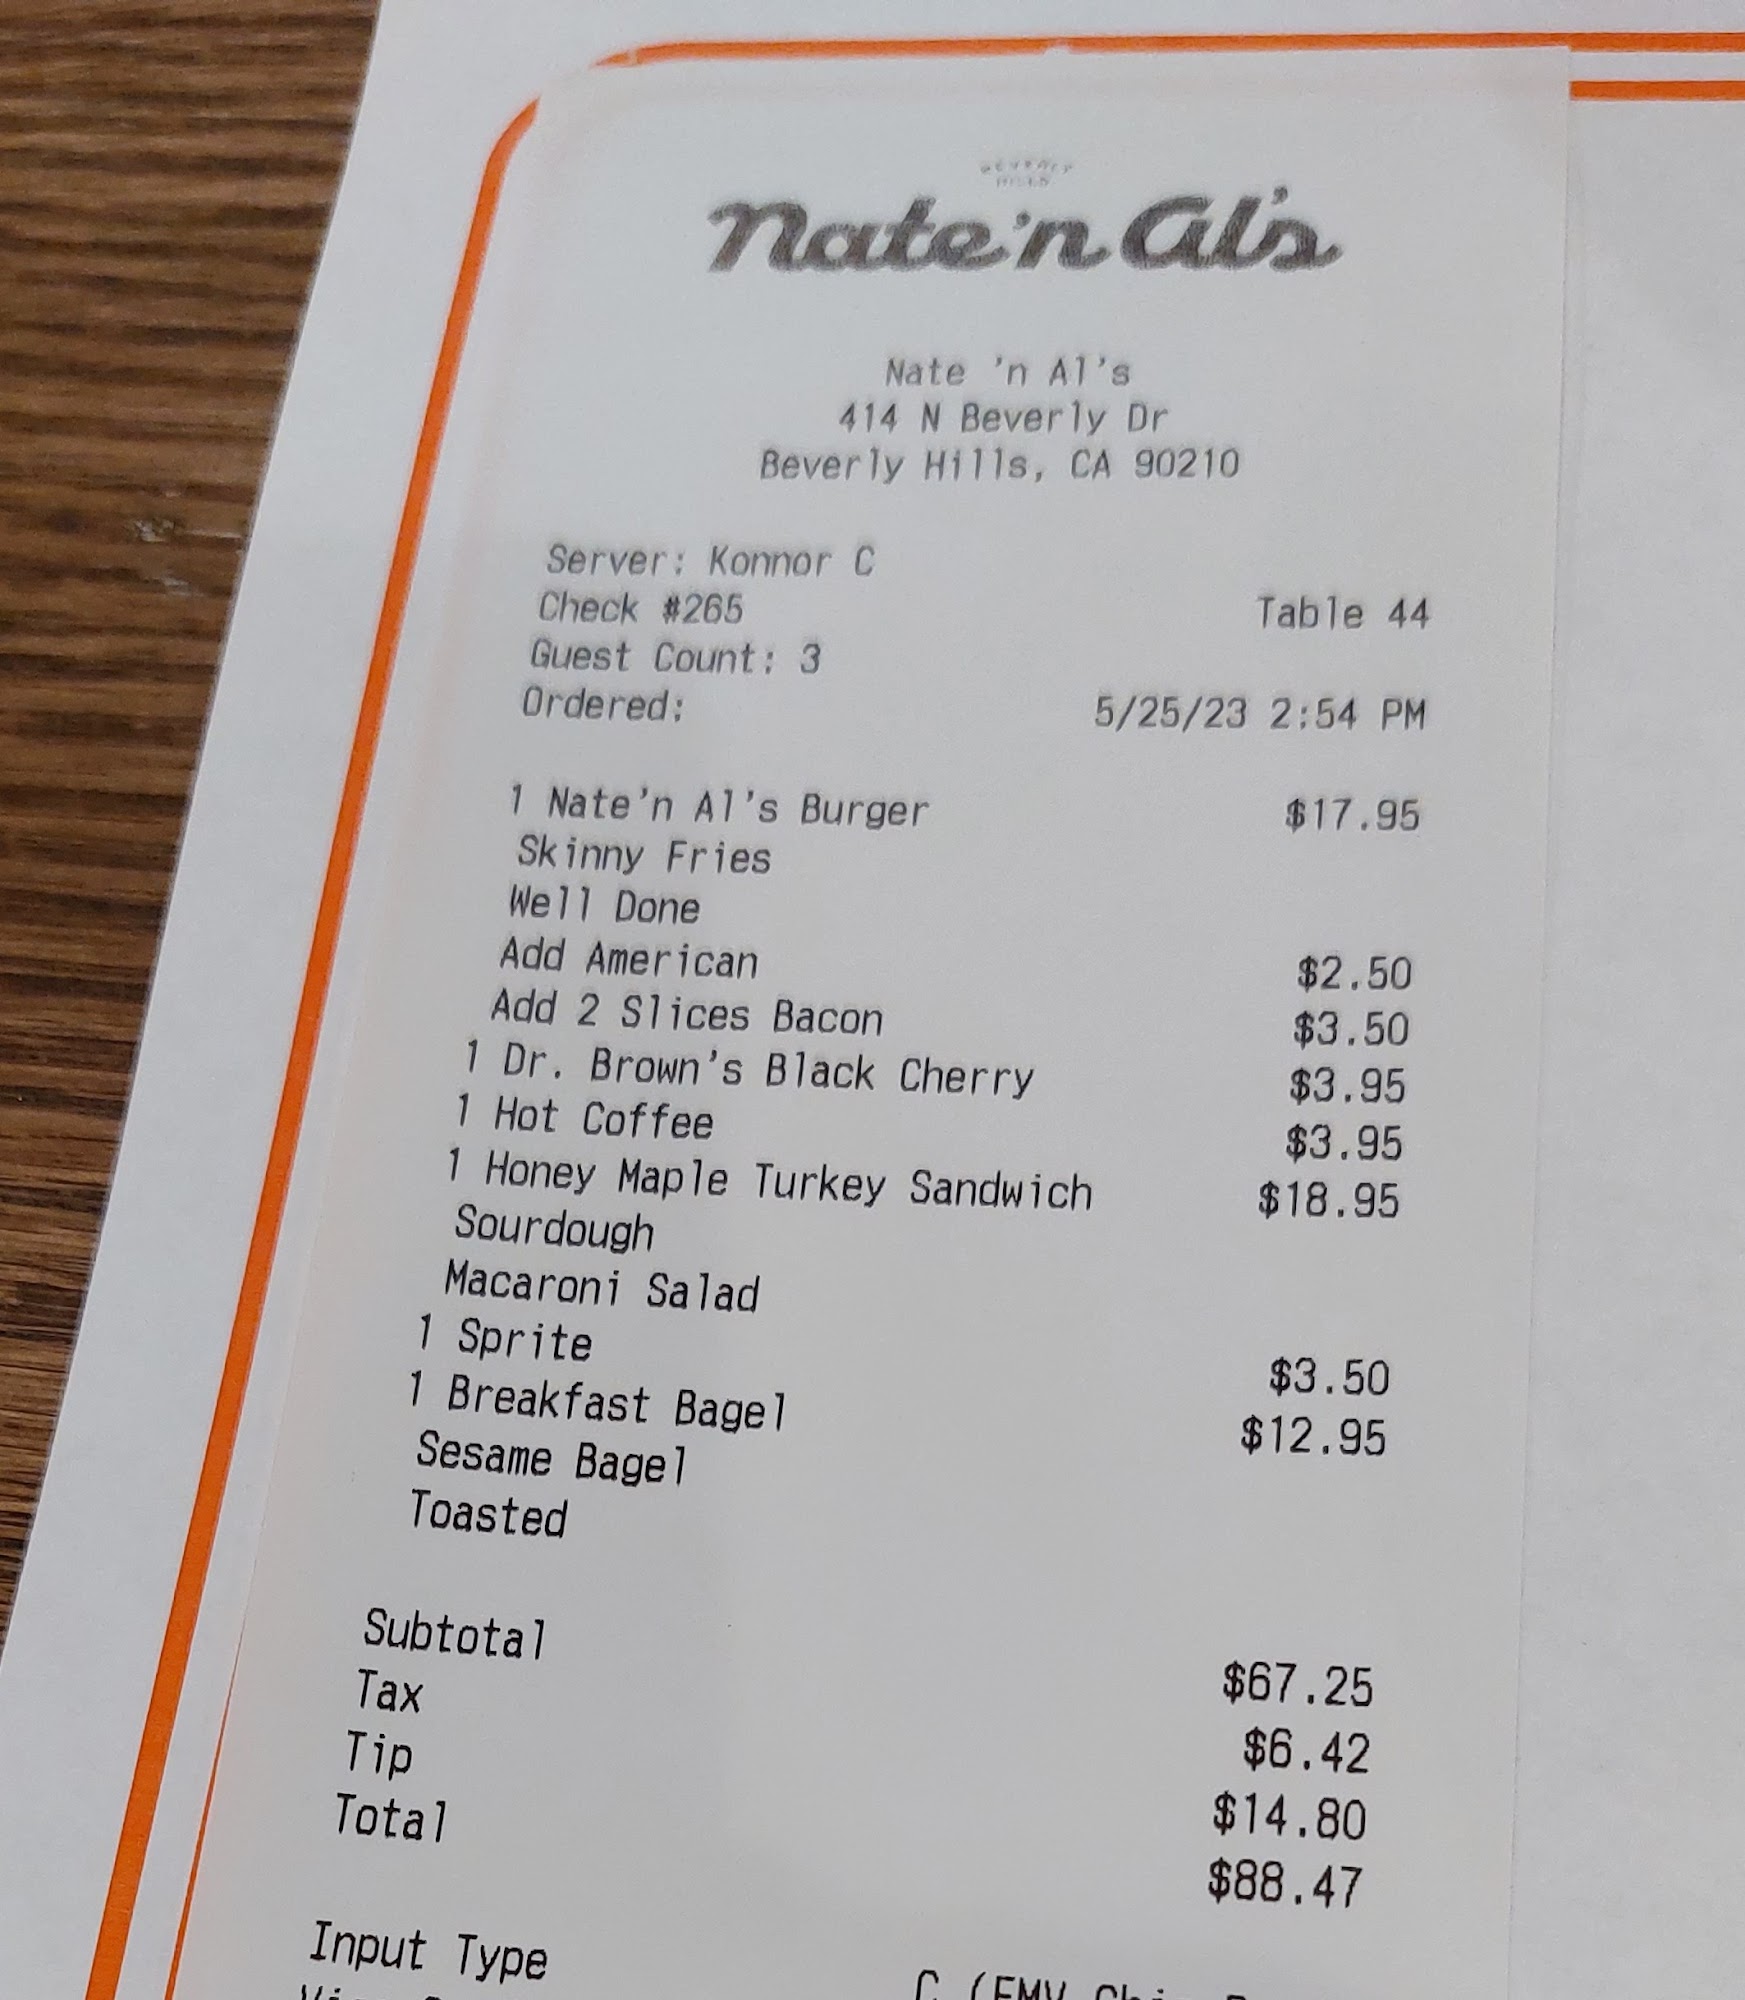 BEVERLY
HILLS
Nate 'n Al's
Nate 'n Al's
414 N Beverly Dr
Beverly Hills, CA 90210
Server: Konnor C
Check #265 Table 44
Guest Count: 3
Ordered: 5/25/23 2:54 PM
1 Nate'n Al's Burger $17.95
Skinny Fries
Well Done
Add American $2.50
Add 2 Slices Bacon $3.50
1 Dr. Brown's Black Cherry $3.95
1 Hot Coffee $3.95
1 Honey Maple Turkey Sandwich $18.95
Sourdough
Macaroni Salad
1 Sprite $3.50
1 Breakfast Bagel $12.95
Sesame Bagel
Toasted
Subtotal $67.25
Tax $6.42
Tip $14.80
Total $88.47
Input Type C (EMV Chip